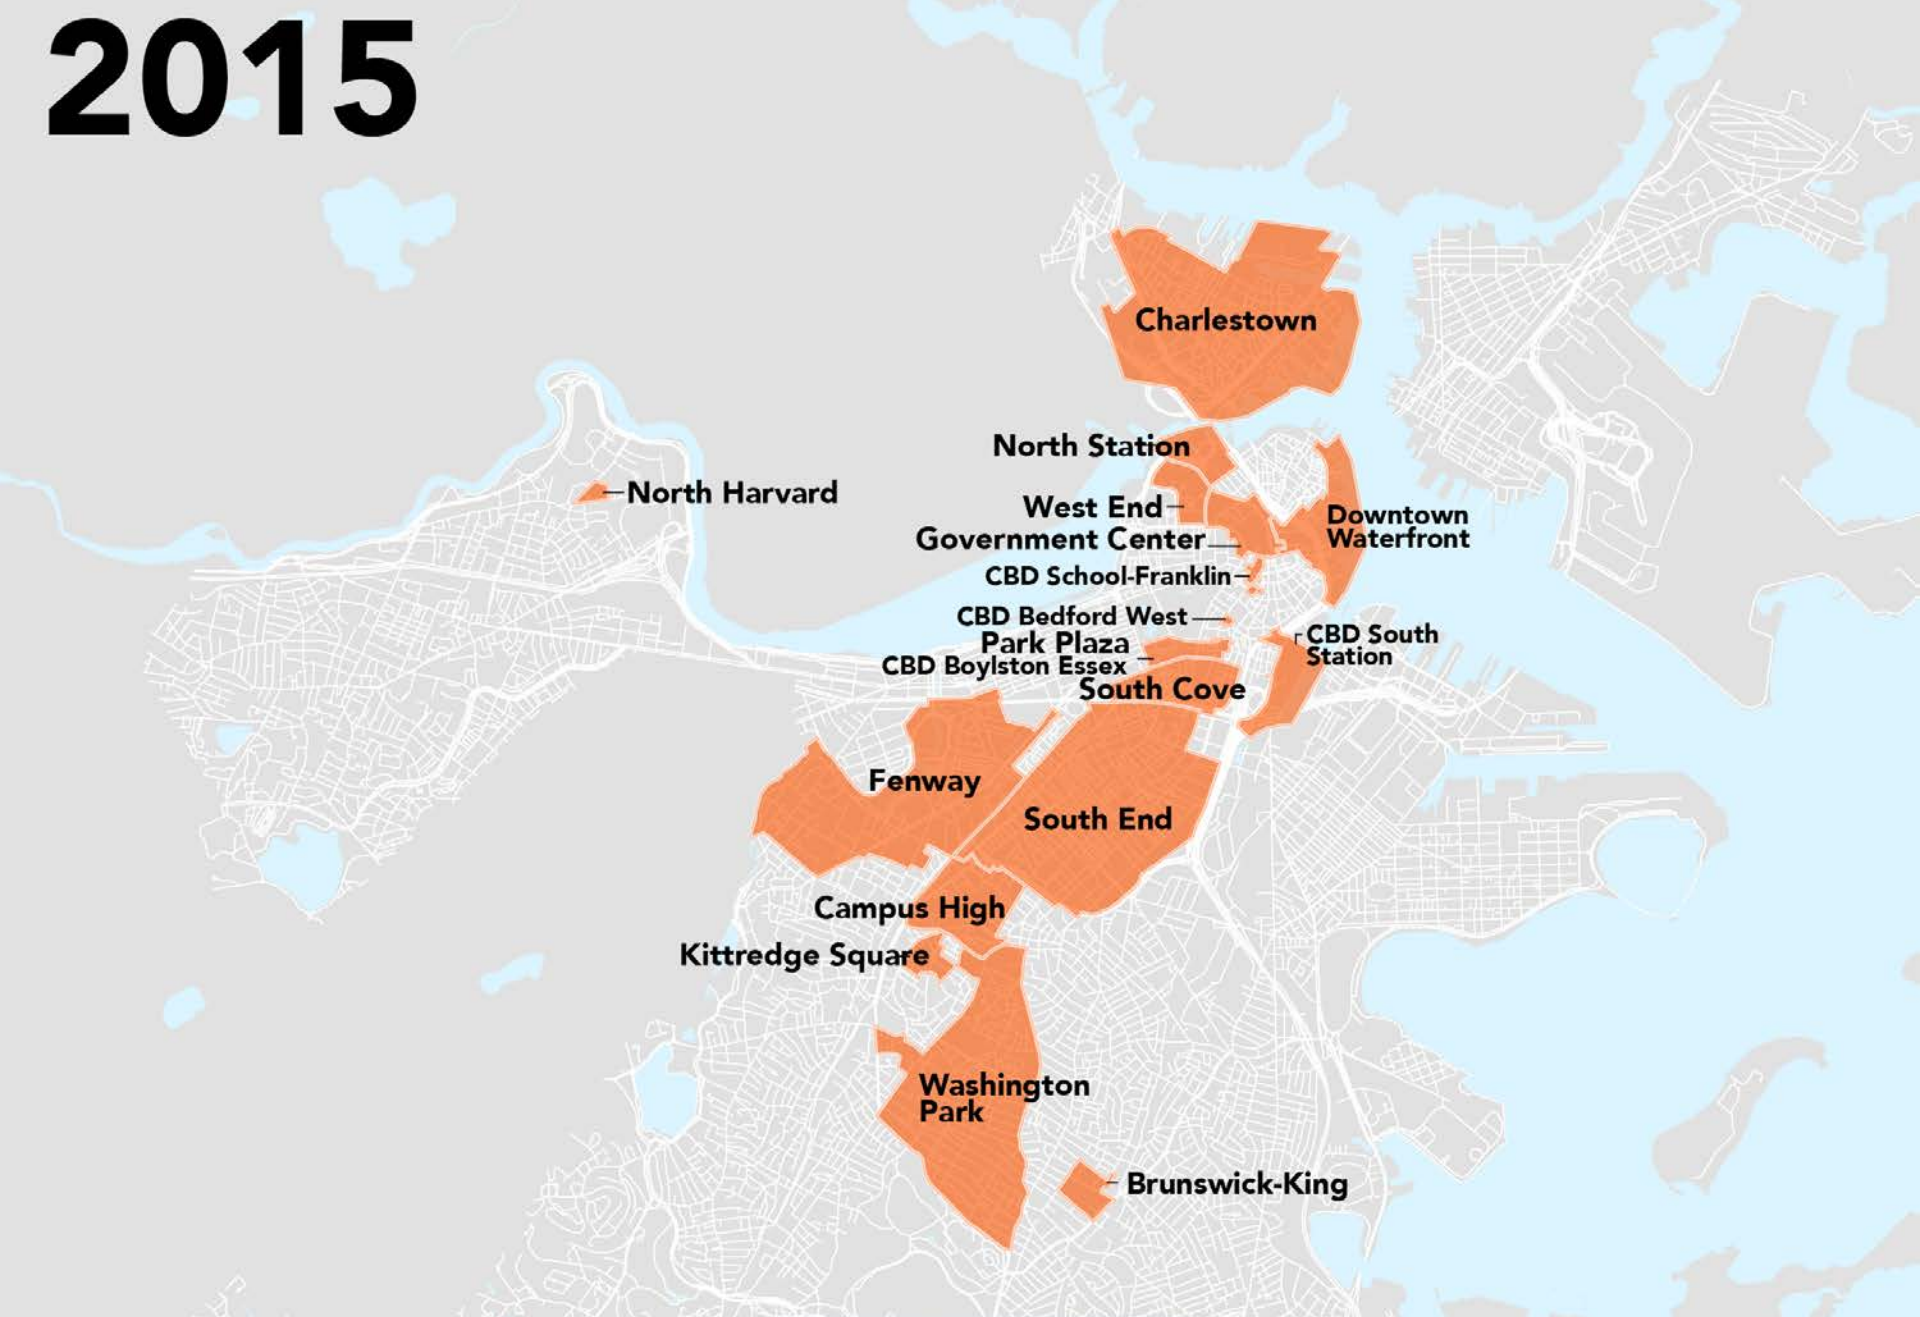 2015
Charlestown
North Station
North Harvard
West End
Downtown
Waterfront
Government Center
CBD School-Franklin
CBD Bedford West
Park Plaza
CBD Boylston Essex
CBD South
Station
South Cove
Fenway
South End
Campus High
Kittredge Square
Washington
Park
Brunswick-King